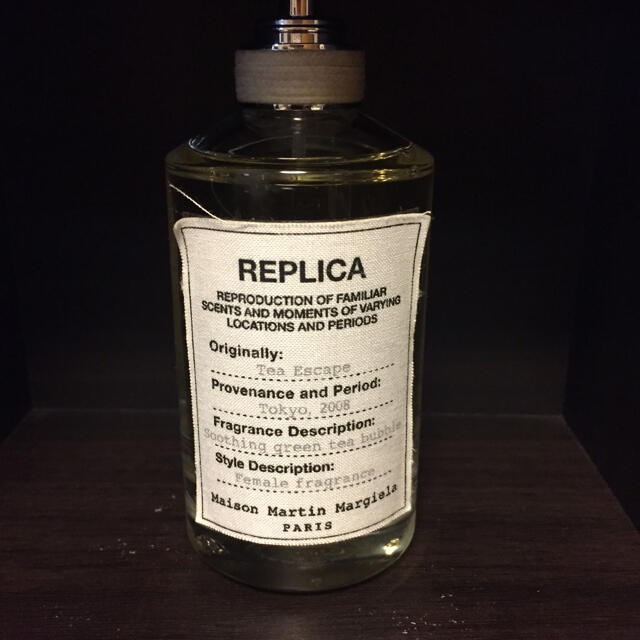 REPLICA
REPRODUCTION OF FAMILIAR
SCENTS AND MOMENTS OF VARYING
LOCATIONS AND PERIODS
Originally:
Tea Escape
Provenance and Period:
Tokyo, 2008
Fragrance Description:
Soothing green tea bubble
Style Description:
Female fragrance
Maison Martin Margiela
PARIS